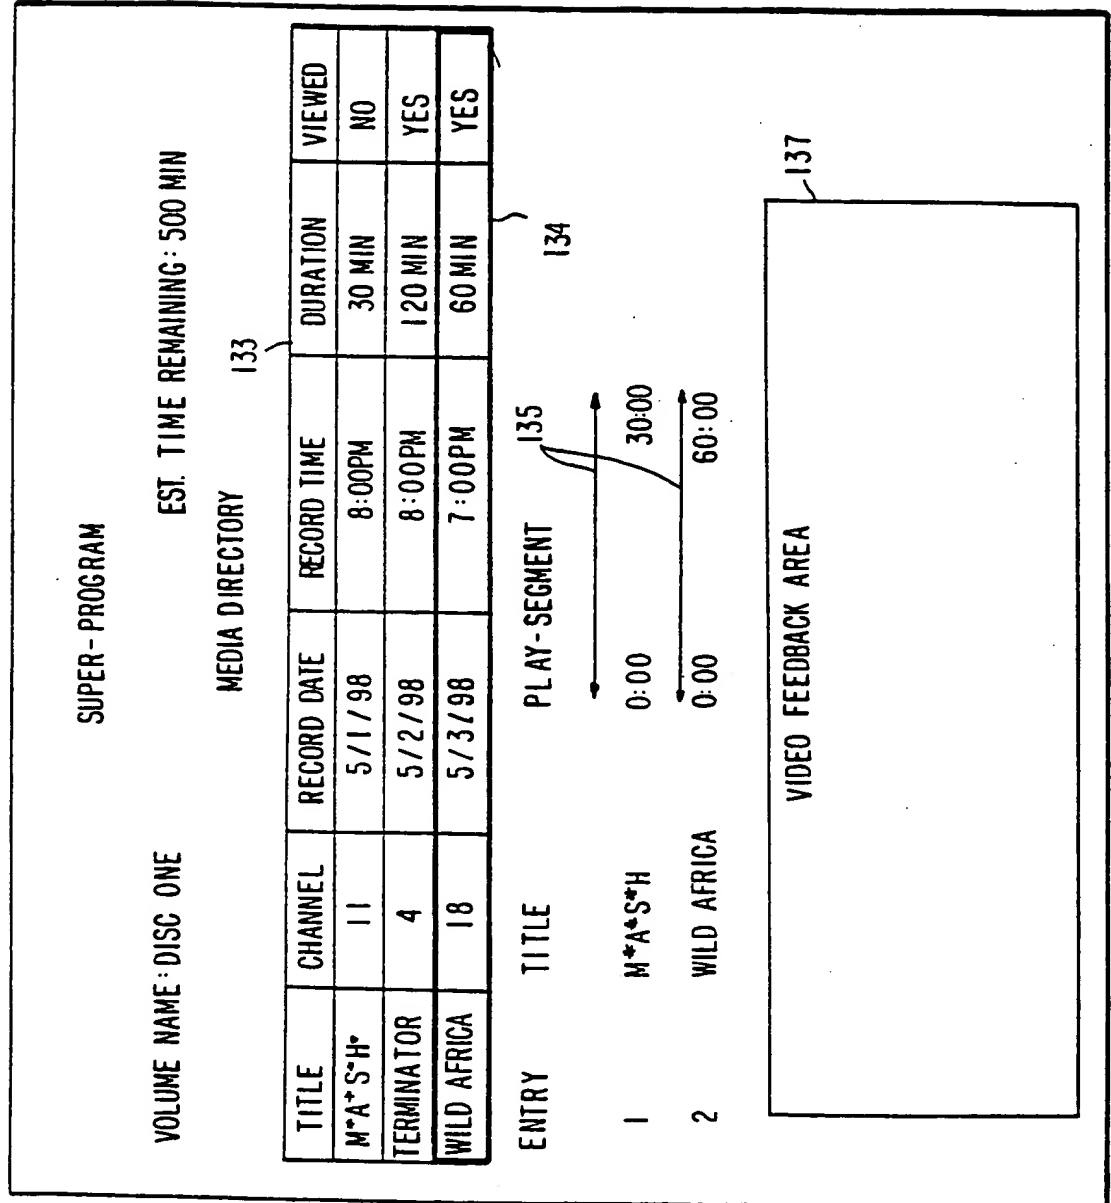 SUPER-PROGRAM
VOLUME NAME: DISC ONE EST. TIME REMAINING: 500 MIN
MEDIA DIRECTORY
133
TITLE CHANNEL RECORD DATE RECORD TIME DURATION VIEWED
M*A*S*H* 11 5/1/98 8:00PM 30 MIN NO
TERMINATOR 4 5/2/98 8:00PM 120 MIN YES
WILD AFRICA 18 5/3/98 7:00PM 60 MIN YES
134
ENTRY TITLE PLAY-SEGMENT 135
1 M*A*S*H 0:00 30:00
2 WILD AFRICA 0:00 60:00
137
VIDEO FEEDBACK AREA